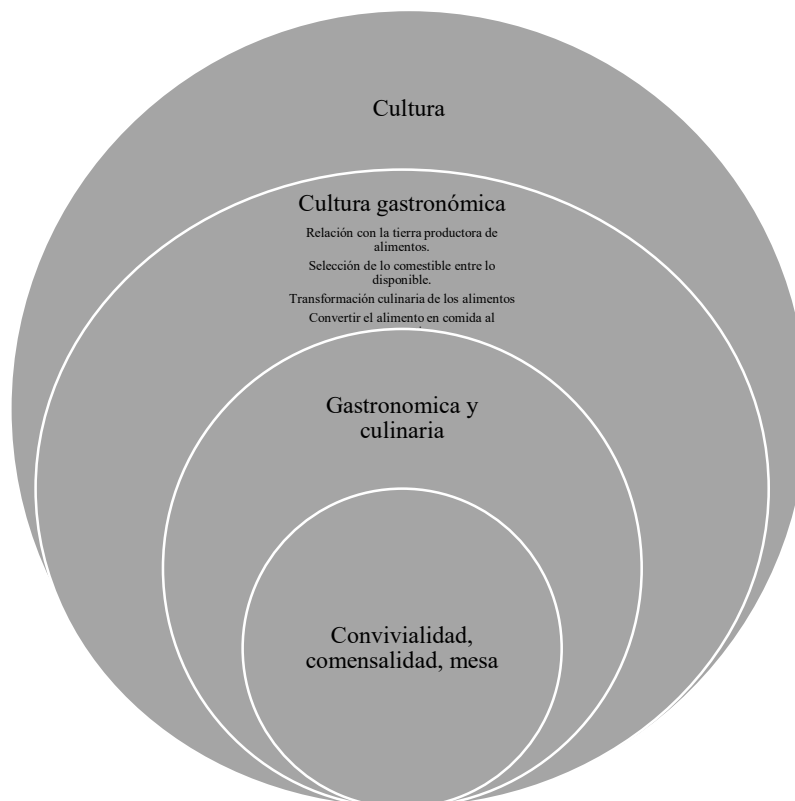 Cultura
Cultura gastronómica
Relación con la tierra productora de
alimentos.
Selección de lo comestible entre lo
disponible.
Transformación culinaria de los alimentos
Convertir el alimento en comida al
Gastronomica y
culinaria
Convivialidad,
comensalidad, mesa